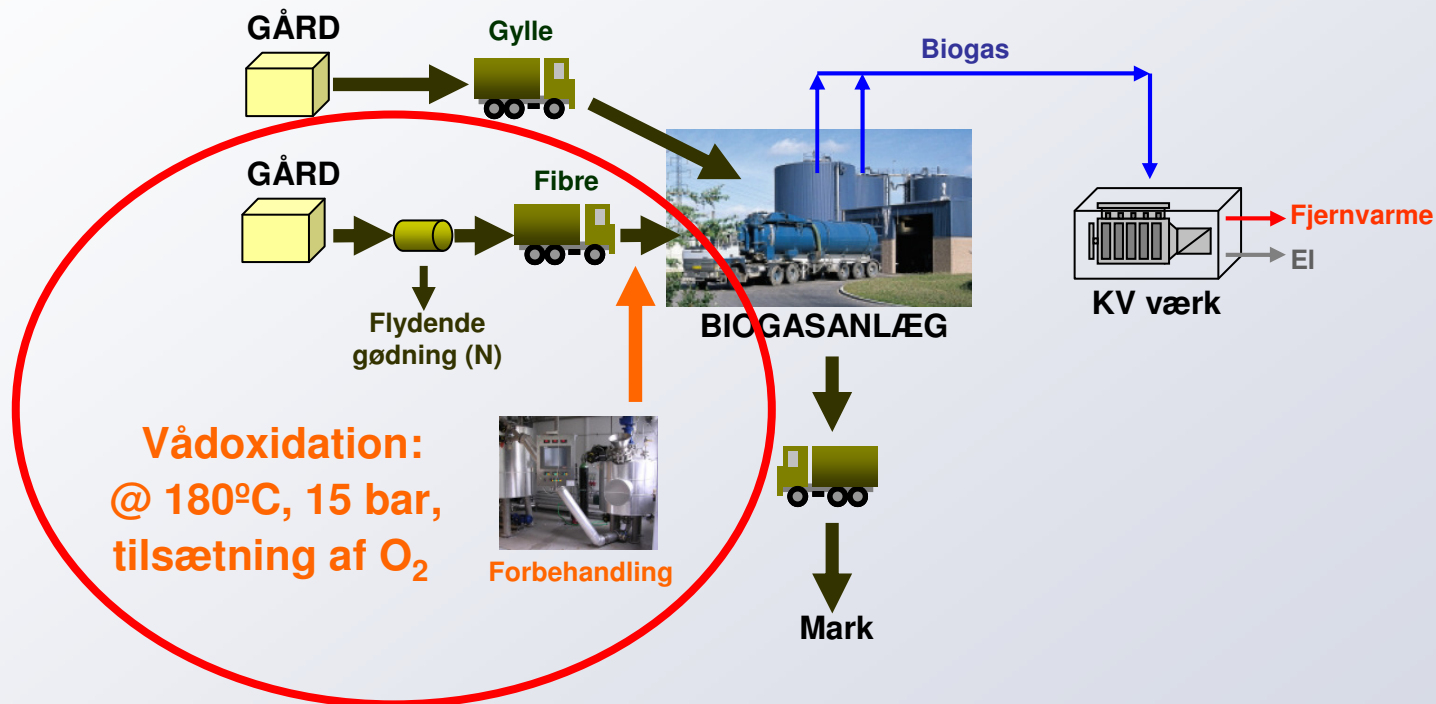 GÅRD
Gylle
Biogas
GÅRD
Fibre
Fjernvarme
El
KV værk
Flydende
gødning (N)
BIOGASANLÆG
Vådoxidation:
@ 180ºC, 15 bar,
tilsætning af O₂
Forbehandling
Mark